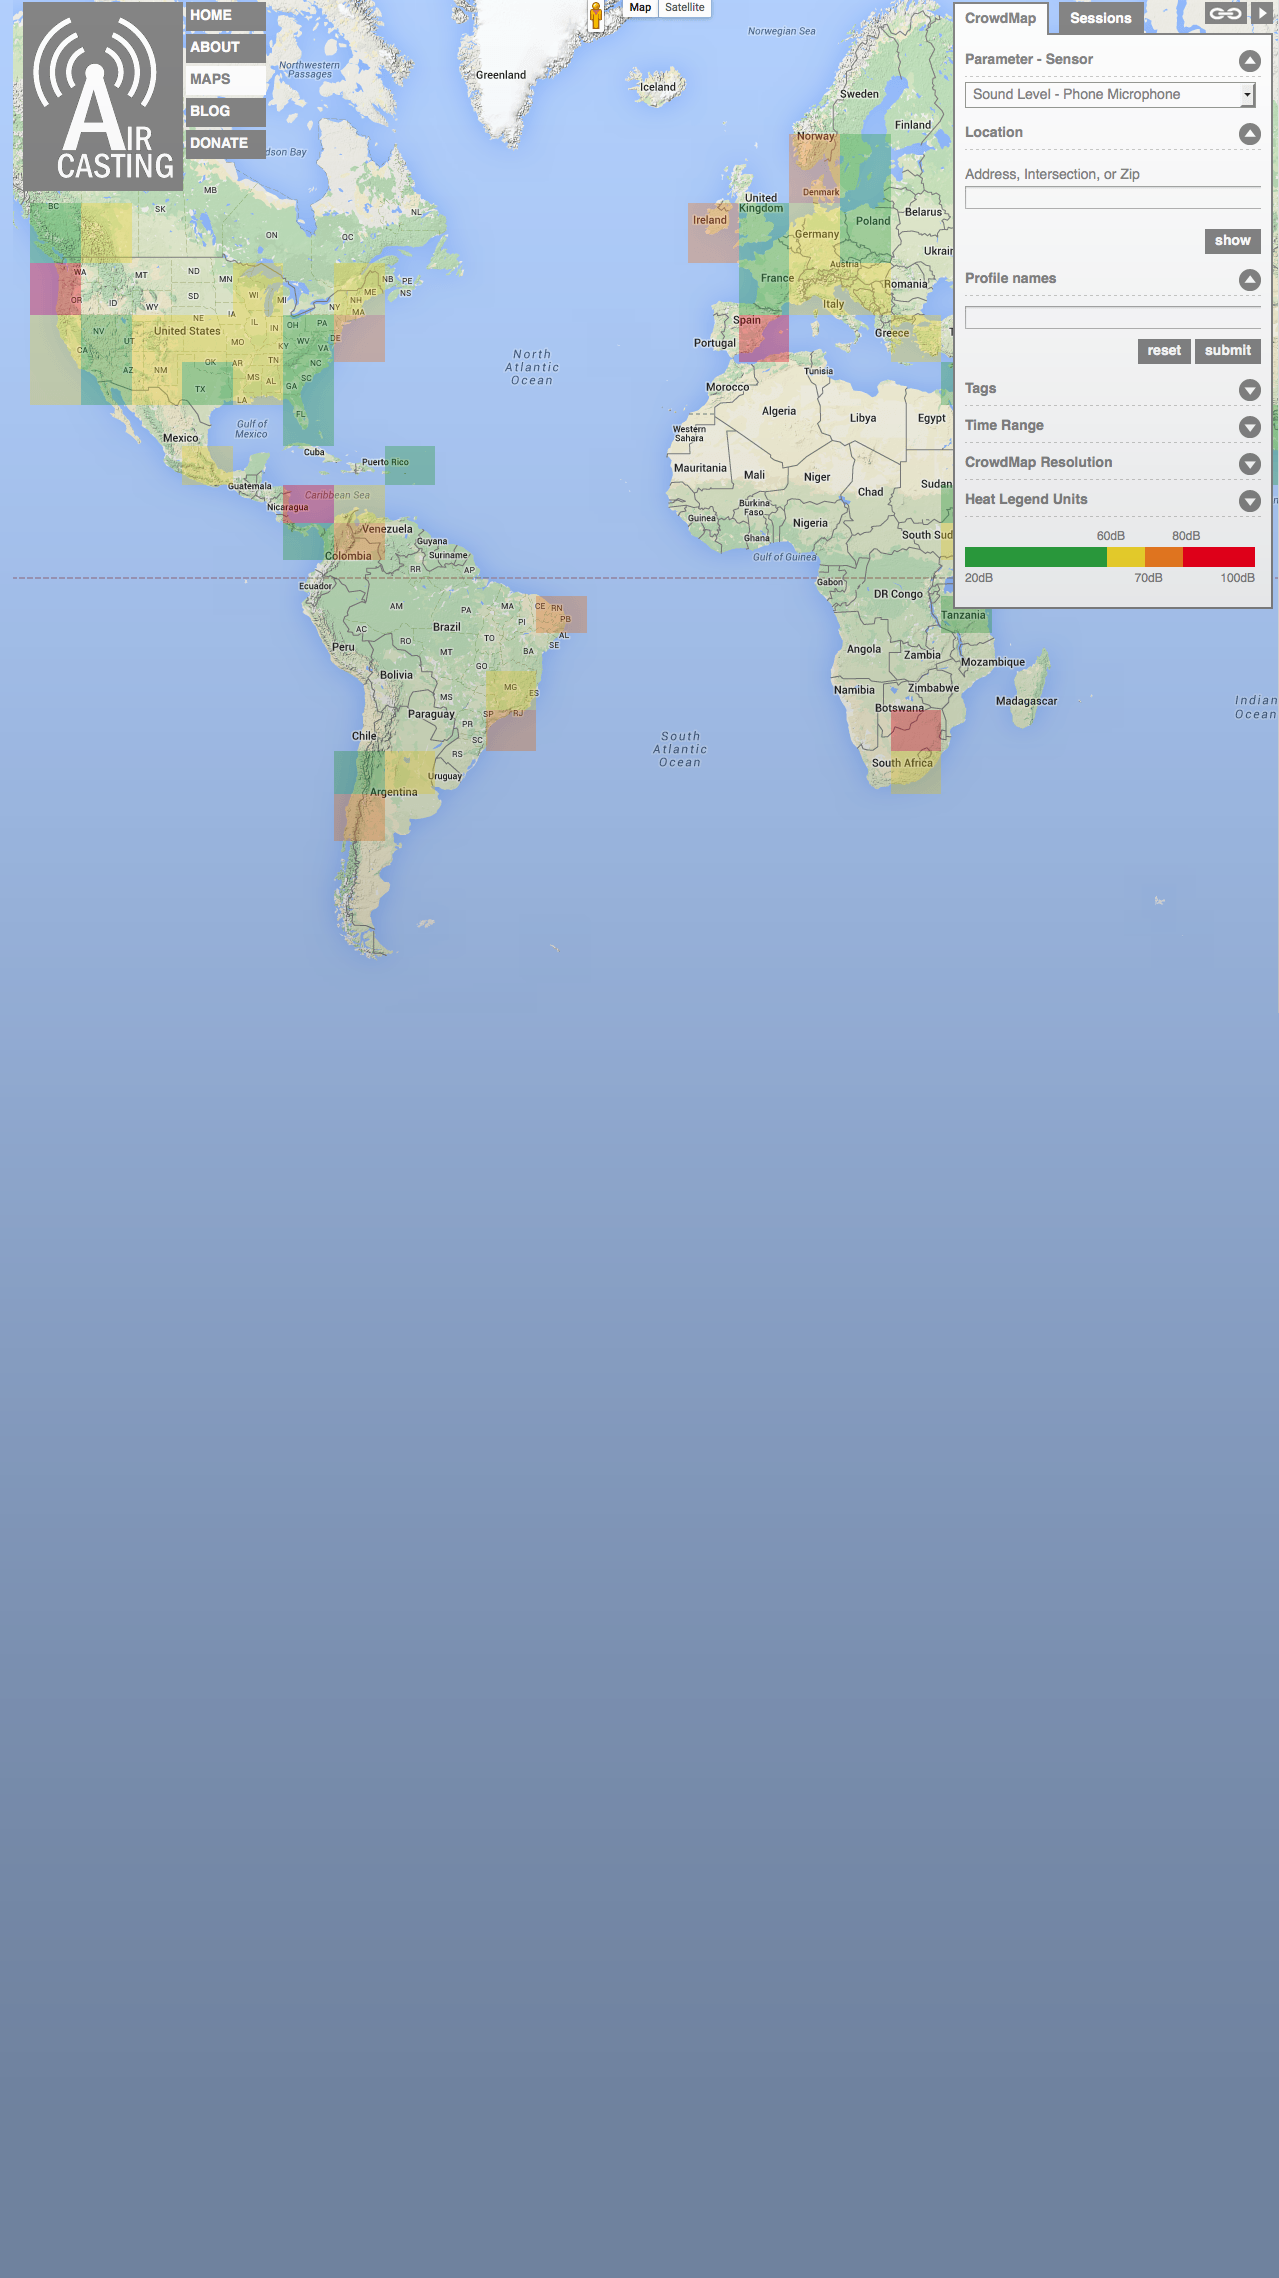 AIR
CASTING
HOME
ABOUT
MAPS
BLOG
DONATE
Map
Satellite
CrowdMap
Sessions
Parameter - Sensor
Sound Level - Phone Microphone
Location
Address, Intersection, or Zip
show
Profile names
reset
submit
Tags
Time Range
CrowdMap Resolution
Heat Legend Units
60dB
80dB
20dB
70dB
100dB
Norwegian Sea
Northwestern
Passages
Greenland
Iceland
Sweden
Finland
Norway
dson Bay
MB
BC
SK
ON
QC
NL
United
Kingdom
Denmark
Ireland
Belarus
Poland
Germany
Ukrain
Austria
France
Romania
Italy
Spain
Portugal
Greece
WA
MT
ND
MN
OR
ID
WY
SD
WI
MI
NB
PE
NS
ME
NH
NY
MA
NE
IA
IL
IN
OH
PA
NV
UT
United States
MO
KY
WV
VA
DE
CA
AZ
NM
OK
AR
TN
NC
TX
MS
AL
GA
SC
LA
FL
North
Atlantic
Ocean
Gulf of
Mexico
Mexico
Cuba
Puerto Rico
Guatemala
Caribbean Sea
Nicaragua
Venezuela
Guyana
Suriname
Colombia
RR
AP
Ecuador
AM
PA
MA
CE
RN
PB
PI
AL
SE
AC
RO
Brazil
TO
BA
Peru
MT
GO
Bolivia
MS
MG
ES
Paraguay
SP
RJ
PR
SC
Chile
RS
Uruguay
Argentina
Tunisia
Morocco
Algeria
Libya
Egypt
Western
Sahara
Mauritania
Mali
Niger
Chad
Sudan
Burkina
Faso
Guinea
Nigeria
Ghana
South Sud
Gulf of Guinea
Gabon
DR Congo
Tanzania
Angola
Zambia
Mozambique
Namibia
Zimbabwe
Madagascar
Botswana
South Africa
South
Atlantic
Ocean
Indian
Ocean